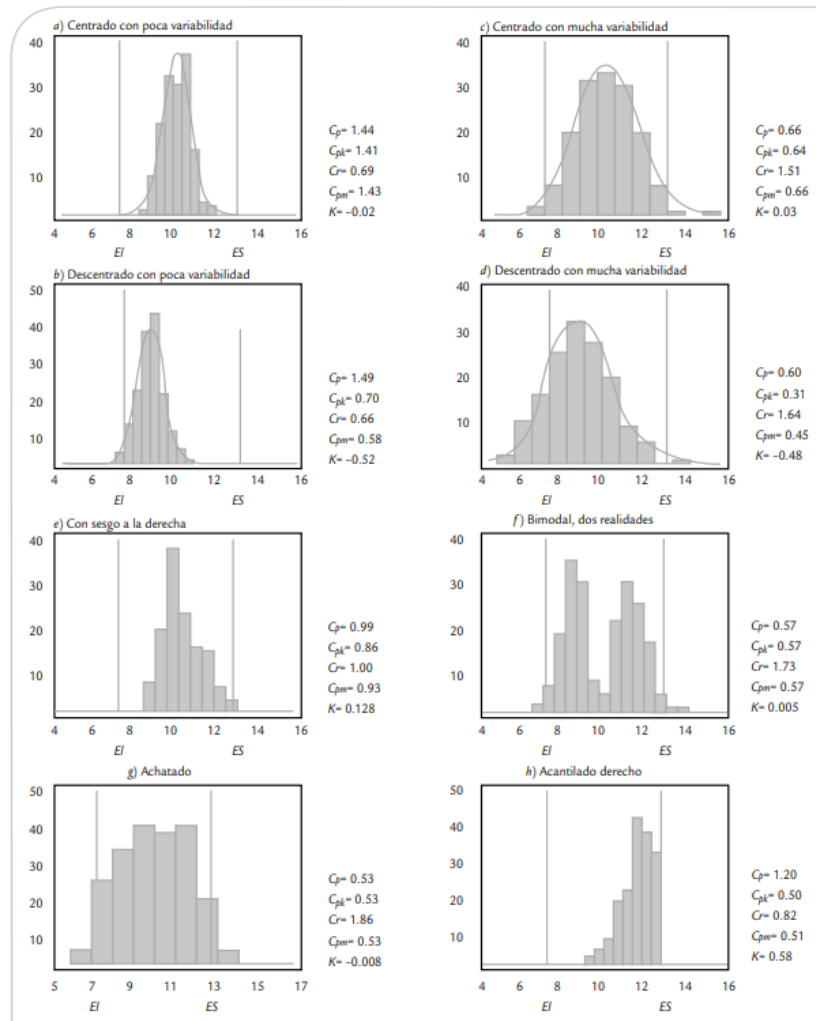 a) Centrado con poca variabilidad
40
30
20
10
4 6 8 10 12 14 16
EI ES
Cp= 1.44
Cpk= 1.41
Cr= 0.69
Cpm= 1.43
K= –0.02
c) Centrado con mucha variabilidad
40
30
20
10
4 6 8 10 12 14 16
EI ES
Cp= 0.66
Cpk= 0.64
Cr= 1.51
Cpm= 0.66
K= 0.03
b) Descentrado con poca variabilidad
50
40
30
20
10
4 6 8 10 12 14 16
EI ES
Cp= 1.49
Cpk= 0.70
Cr= 0.66
Cpm= 0.58
K= –0.52
d) Descentrado con mucha variabilidad
40
30
20
10
4 6 8 10 12 14 16
EI ES
Cp= 0.60
Cpk= 0.31
Cr= 1.64
Cpm= 0.45
K= –0.48
e) Con sesgo a la derecha
40
30
20
10
4 6 8 10 12 14 16
EI ES
Cp= 0.99
Cpk= 0.86
Cr= 1.00
Cpm= 0.93
K= 0.128
f) Bimodal, dos realidades
40
30
20
10
4 6 8 10 12 14 16
EI ES
Cp= 0.57
Cpk= 0.57
Cr= 1.73
Cpm= 0.57
K= 0.005
g) Achatado
50
40
30
20
10
5 7 9 11 13 15 17
EI ES
Cp= 0.53
Cpk= 0.53
Cr= 1.86
Cpm= 0.53
K= –0.008
h) Acantilado derecho
50
40
30
20
10
4 6 8 10 12 14 16
EI ES
Cp= 1.20
Cpk= 0.50
Cr= 0.82
Cpm= 0.51
K= 0.58